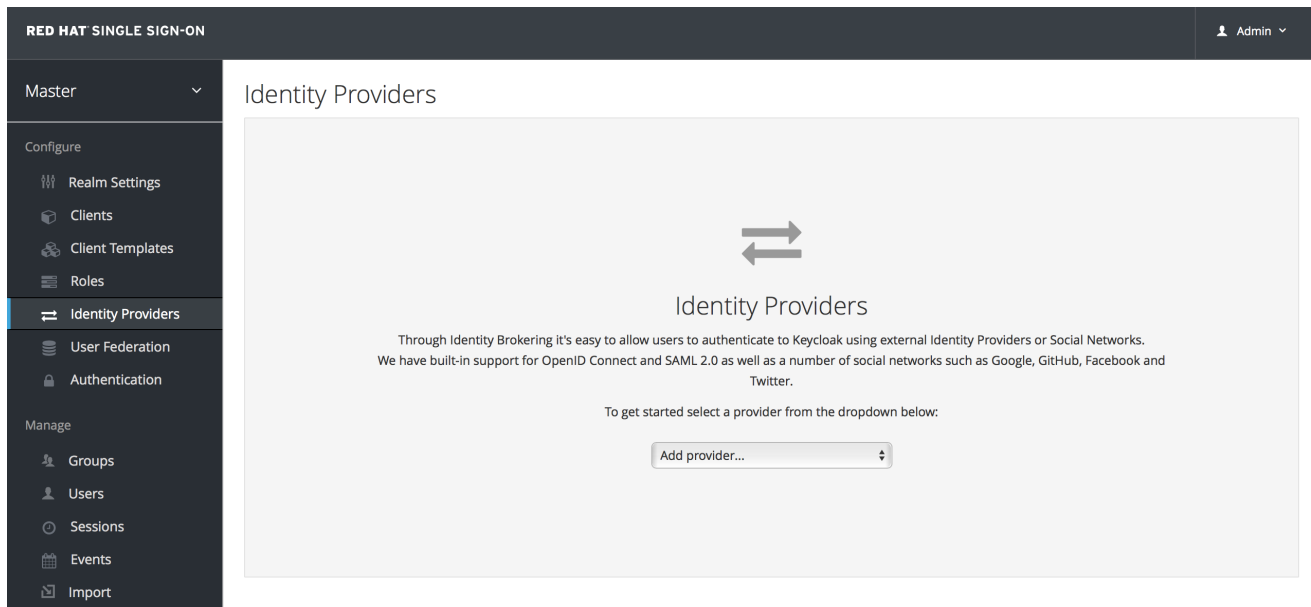 RED HAT SINGLE SIGN-ON
Admin
Master
Configure
Realm Settings
Clients
Client Templates
Roles
Identity Providers
User Federation
Authentication
Manage
Groups
Users
Sessions
Events
Import
Identity Providers
Identity Providers
Through Identity Brokering it's easy to allow users to authenticate to Keycloak using external Identity Providers or Social Networks.
We have built-in support for OpenID Connect and SAML 2.0 as well as a number of social networks such as Google, GitHub, Facebook and
Twitter.
To get started select a provider from the dropdown below:
Add provider...